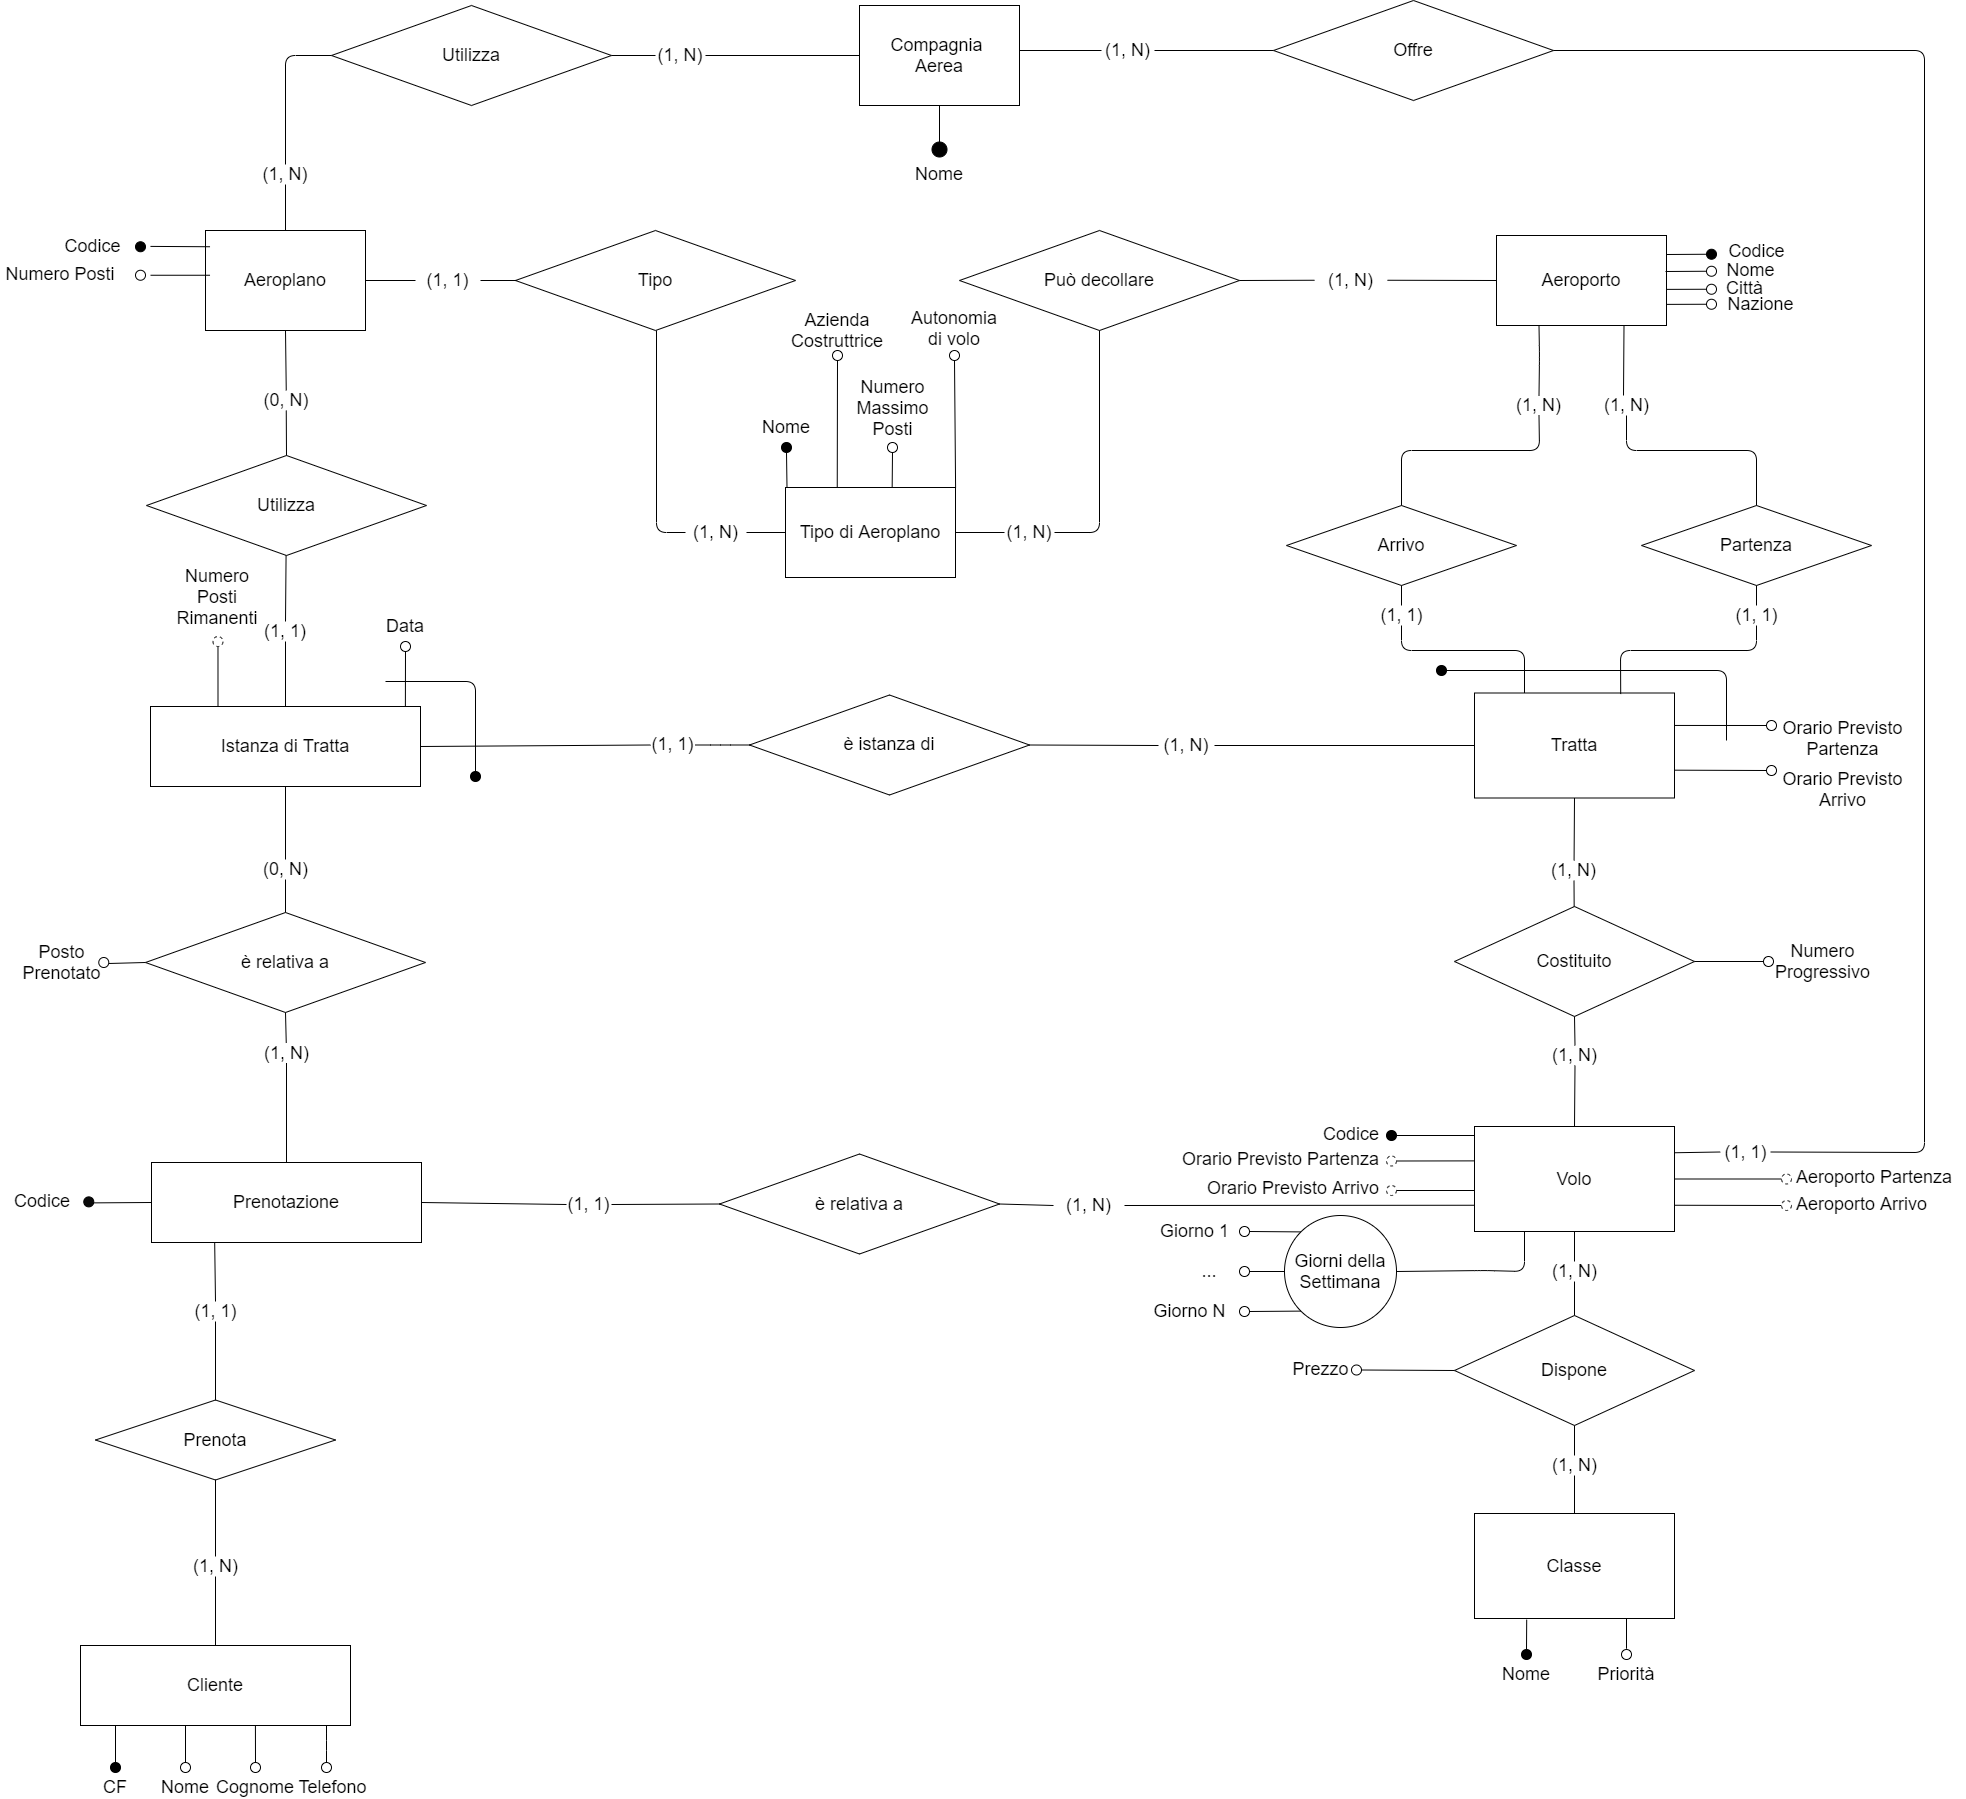 Utilizza
(1, N)
Compagnia
Aerea
(1, N)
Offre
(1, N)
Nome
Codice
Numero Posti
Aeroplano
(1, 1)
Tipo
Può decollare
(1, N)
Aeroporto
Codice
Nome
Città
Nazione
Azienda
Costruttrice
Autonomia
di volo
Numero
Massimo
Posti
Nome
(0, N)
(1, N)
(1, N)
Utilizza
(1, N)
Tipo di Aeroplano
(1, N)
Arrivo
Partenza
Numero
Posti
Rimanenti
(1, 1)
Data
(1, 1)
(1, 1)
Istanza di Tratta
(1, 1)
è istanza di
(1, N)
Tratta
Orario Previsto
Partenza
Orario Previsto
Arrivo
(0, N)
(1, N)
Posto
Prenotato
è relativa a
Costituito
Numero
Progressivo
(1, N)
(1, N)
Codice
Orario Previsto Partenza
Orario Previsto Arrivo
Volo
(1, 1)
Aeroporto Partenza
Aeroporto Arrivo
Codice
Prenotazione
(1, 1)
è relativa a
(1, N)
Giorno 1
...
Giorno N
Giorni della
Settimana
(1, N)
(1, 1)
Prezzo
Dispone
Prenota
(1, N)
(1, N)
Classe
Nome
Priorità
Cliente
CF
Nome
Cognome
Telefono